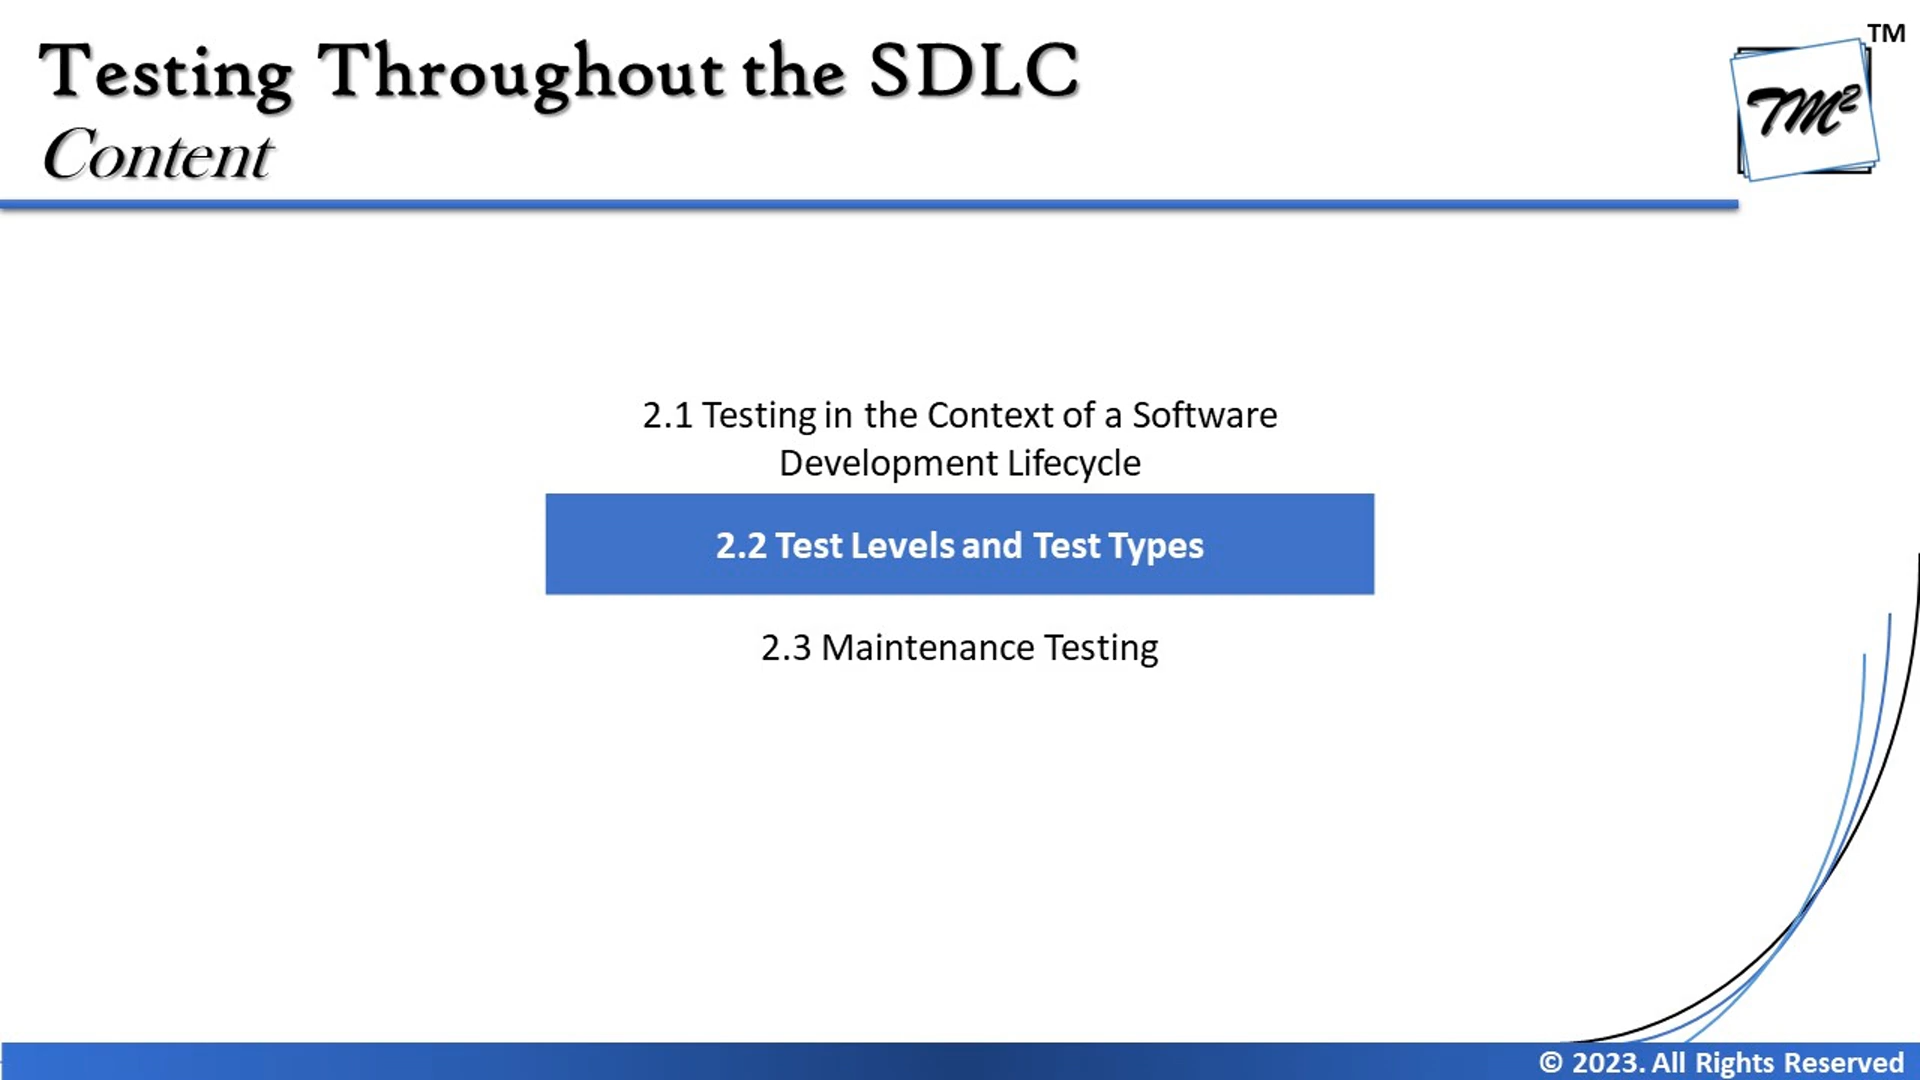 Testing Throughout the SDLC
TM
Content
TM²
2.1 Testing in the Context of a Software
Development Lifecycle
2.2 Test Levels and Test Types
2.3 Maintenance Testing
© 2023. All Rights Reserved